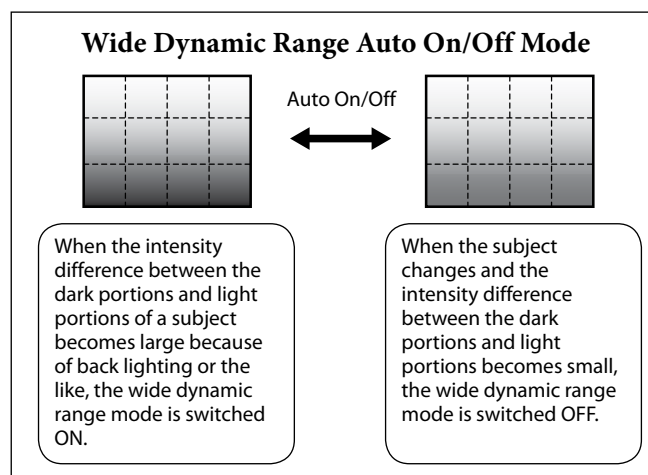 Wide Dynamic Range Auto On/Off Mode
Auto On/Off
When the intensity
difference between the
dark portions and light
portions of a subject
becomes large because
of back lighting or the
like, the wide dynamic
range mode is switched
ON.
When the subject
changes and the
intensity difference
between the dark
portions and light
portions becomes small,
the wide dynamic range
mode is switched OFF.